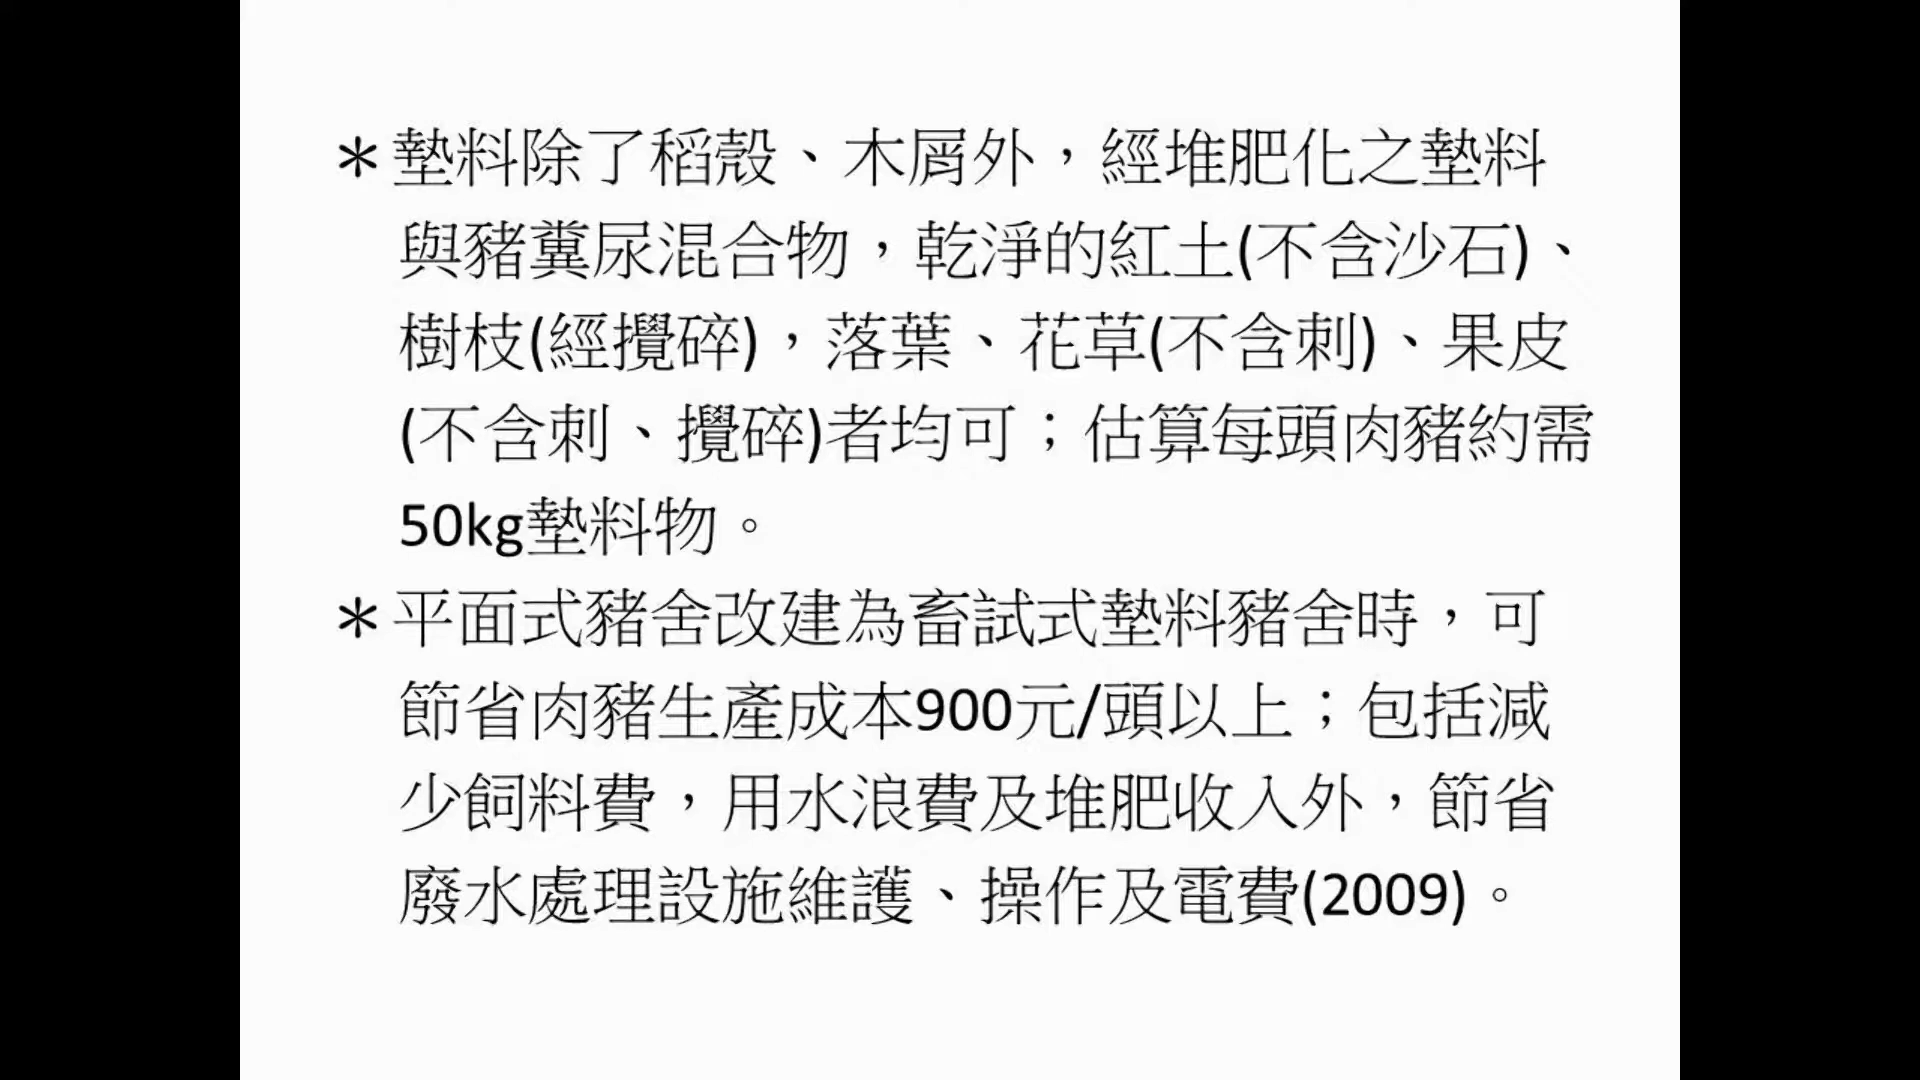 ＊墊料除了稻殼、木屑外，經堆肥化之墊料
與豬糞尿混合物，乾淨的紅土(不含沙石)、
樹枝(經攪碎)，落葉、花草(不含刺)、果皮
(不含刺、攪碎)者均可；估算每頭肉豬約需
50kg墊料物。
＊平面式豬舍改建為畜試式墊料豬舍時，可
節省肉豬生產成本900元/頭以上；包括減
少飼料費，用水浪費及堆肥收入外，節省
廢水處理設施維護、操作及電費(2009)。